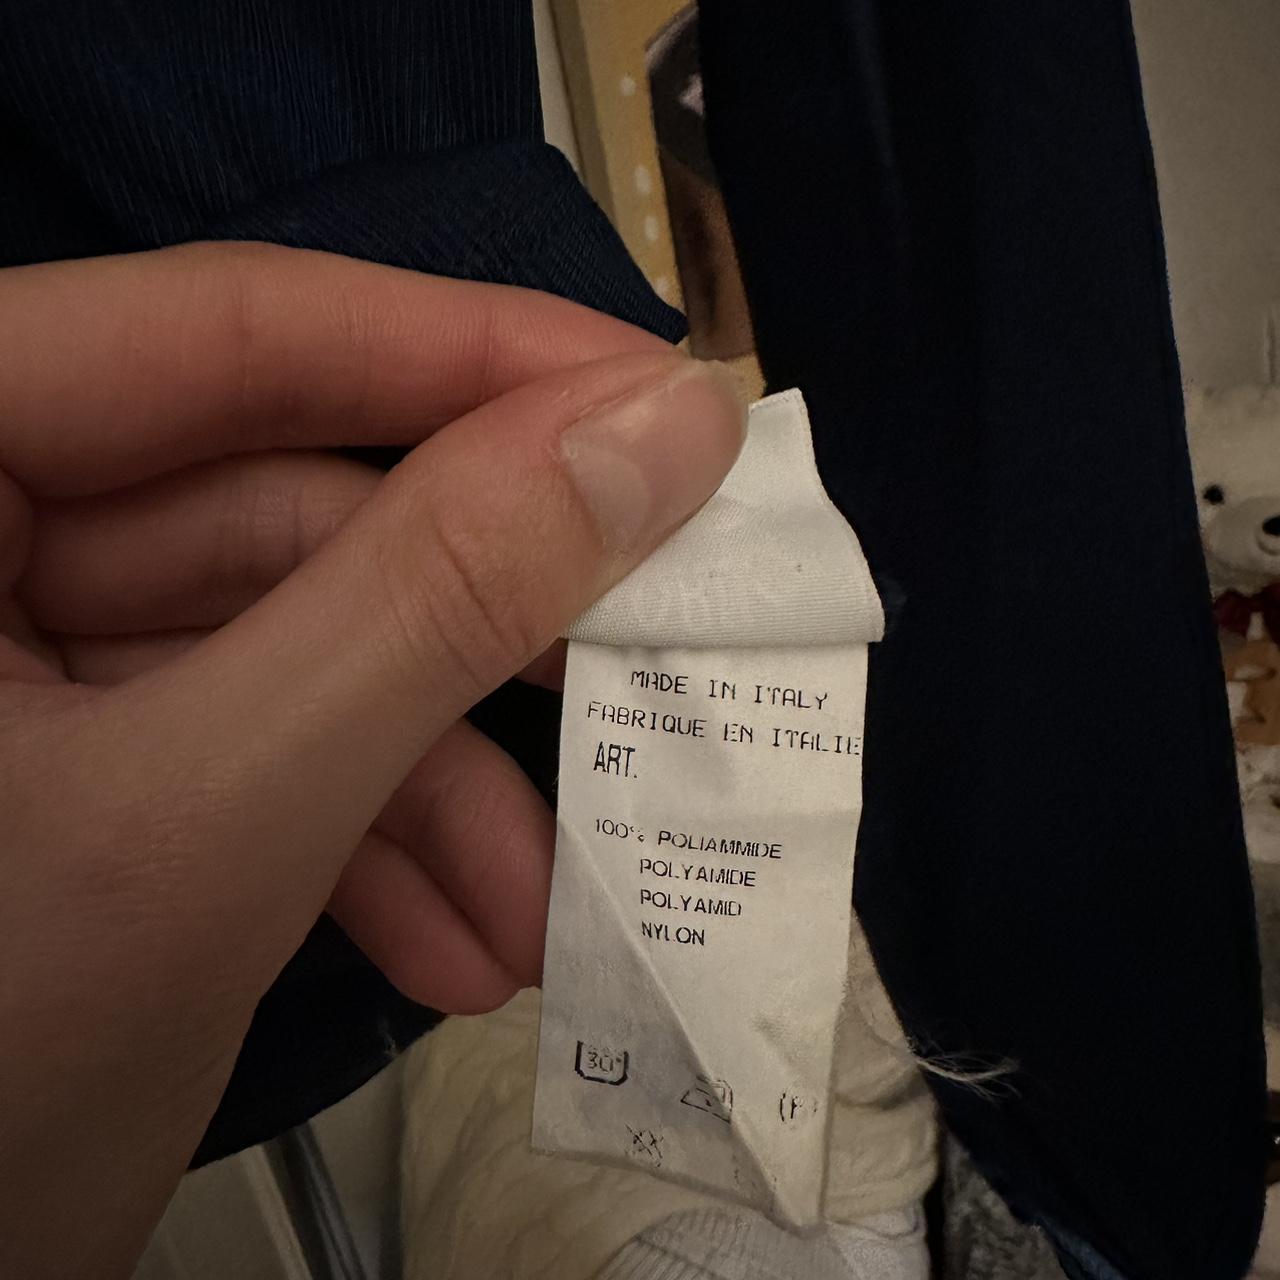 MADE IN ITALY
FABRIQUE EN ITALIE
ART.
100% POLIAMMIDE
POLYAMIDE
POLYAMID
NYLON
30°
(P)